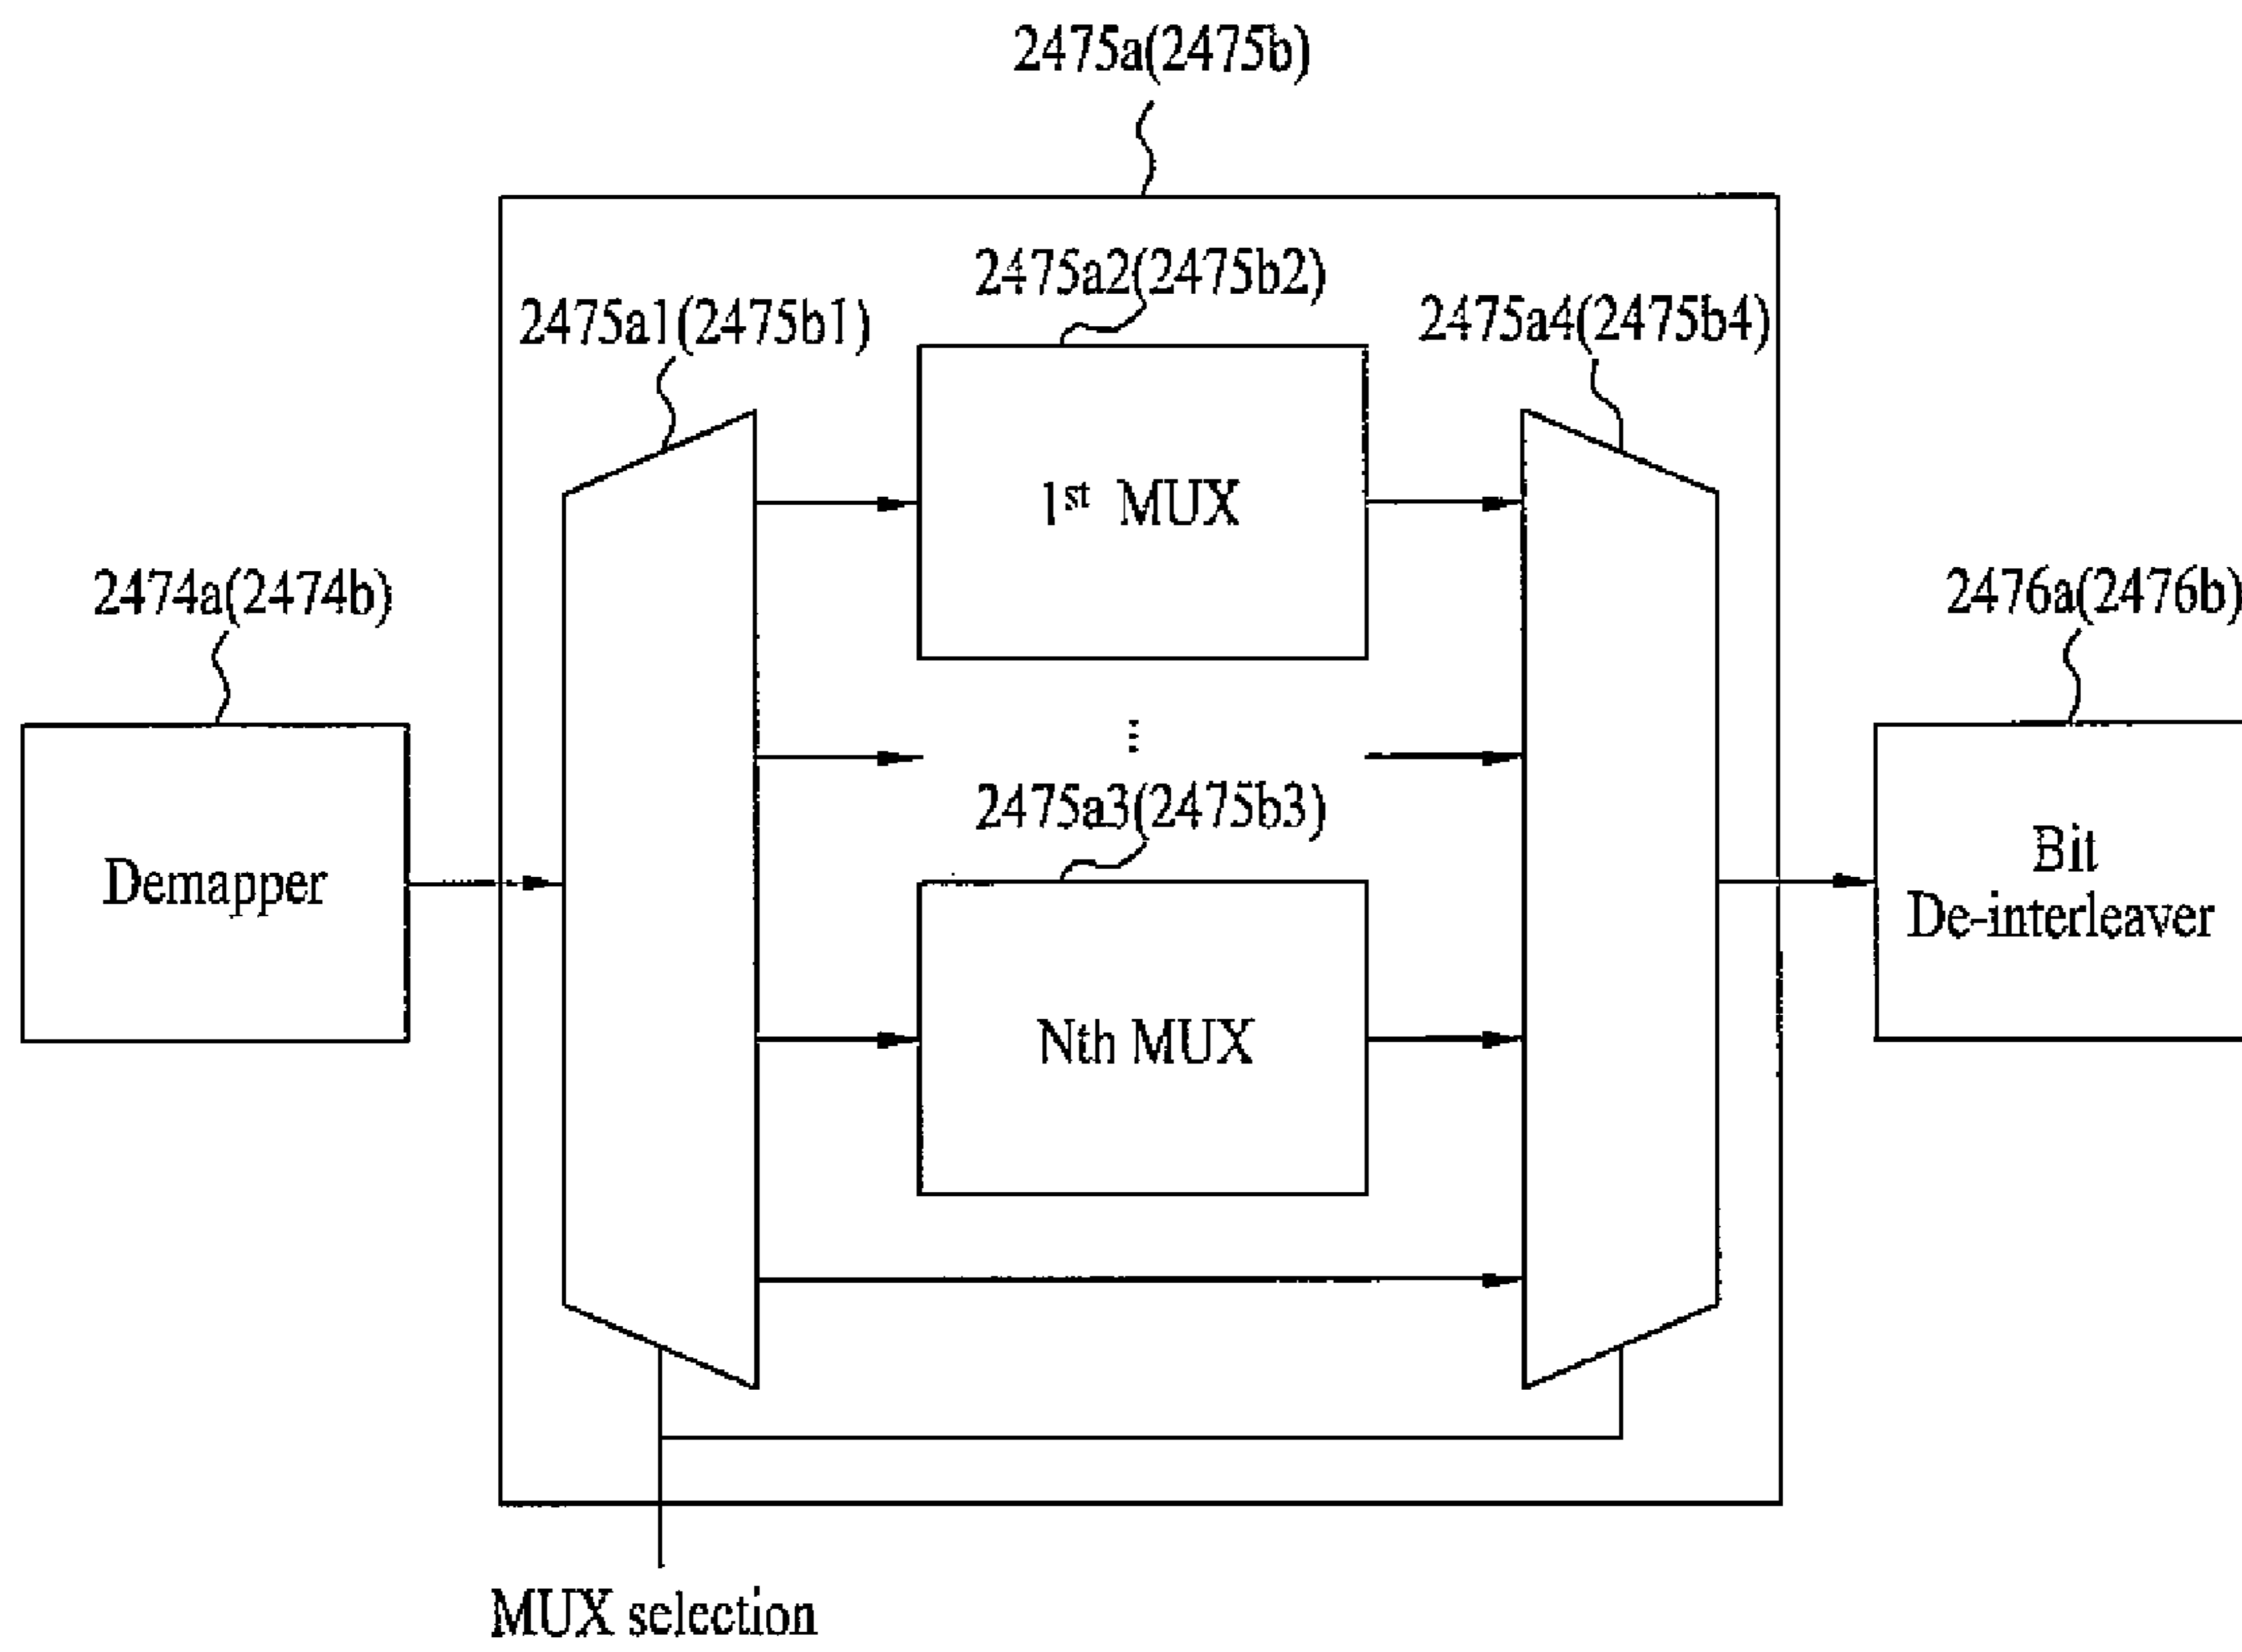 2475a(2475b)
2475a2(2475b2)
2475a1(2475b1)
2475a4(2475b4)
1st MUX
2474a(2474b)
2476a(2476b)
⋮
2475a3(2475b3)
Demapper
Bit
De-interleaver
Nth MUX
MUX selection